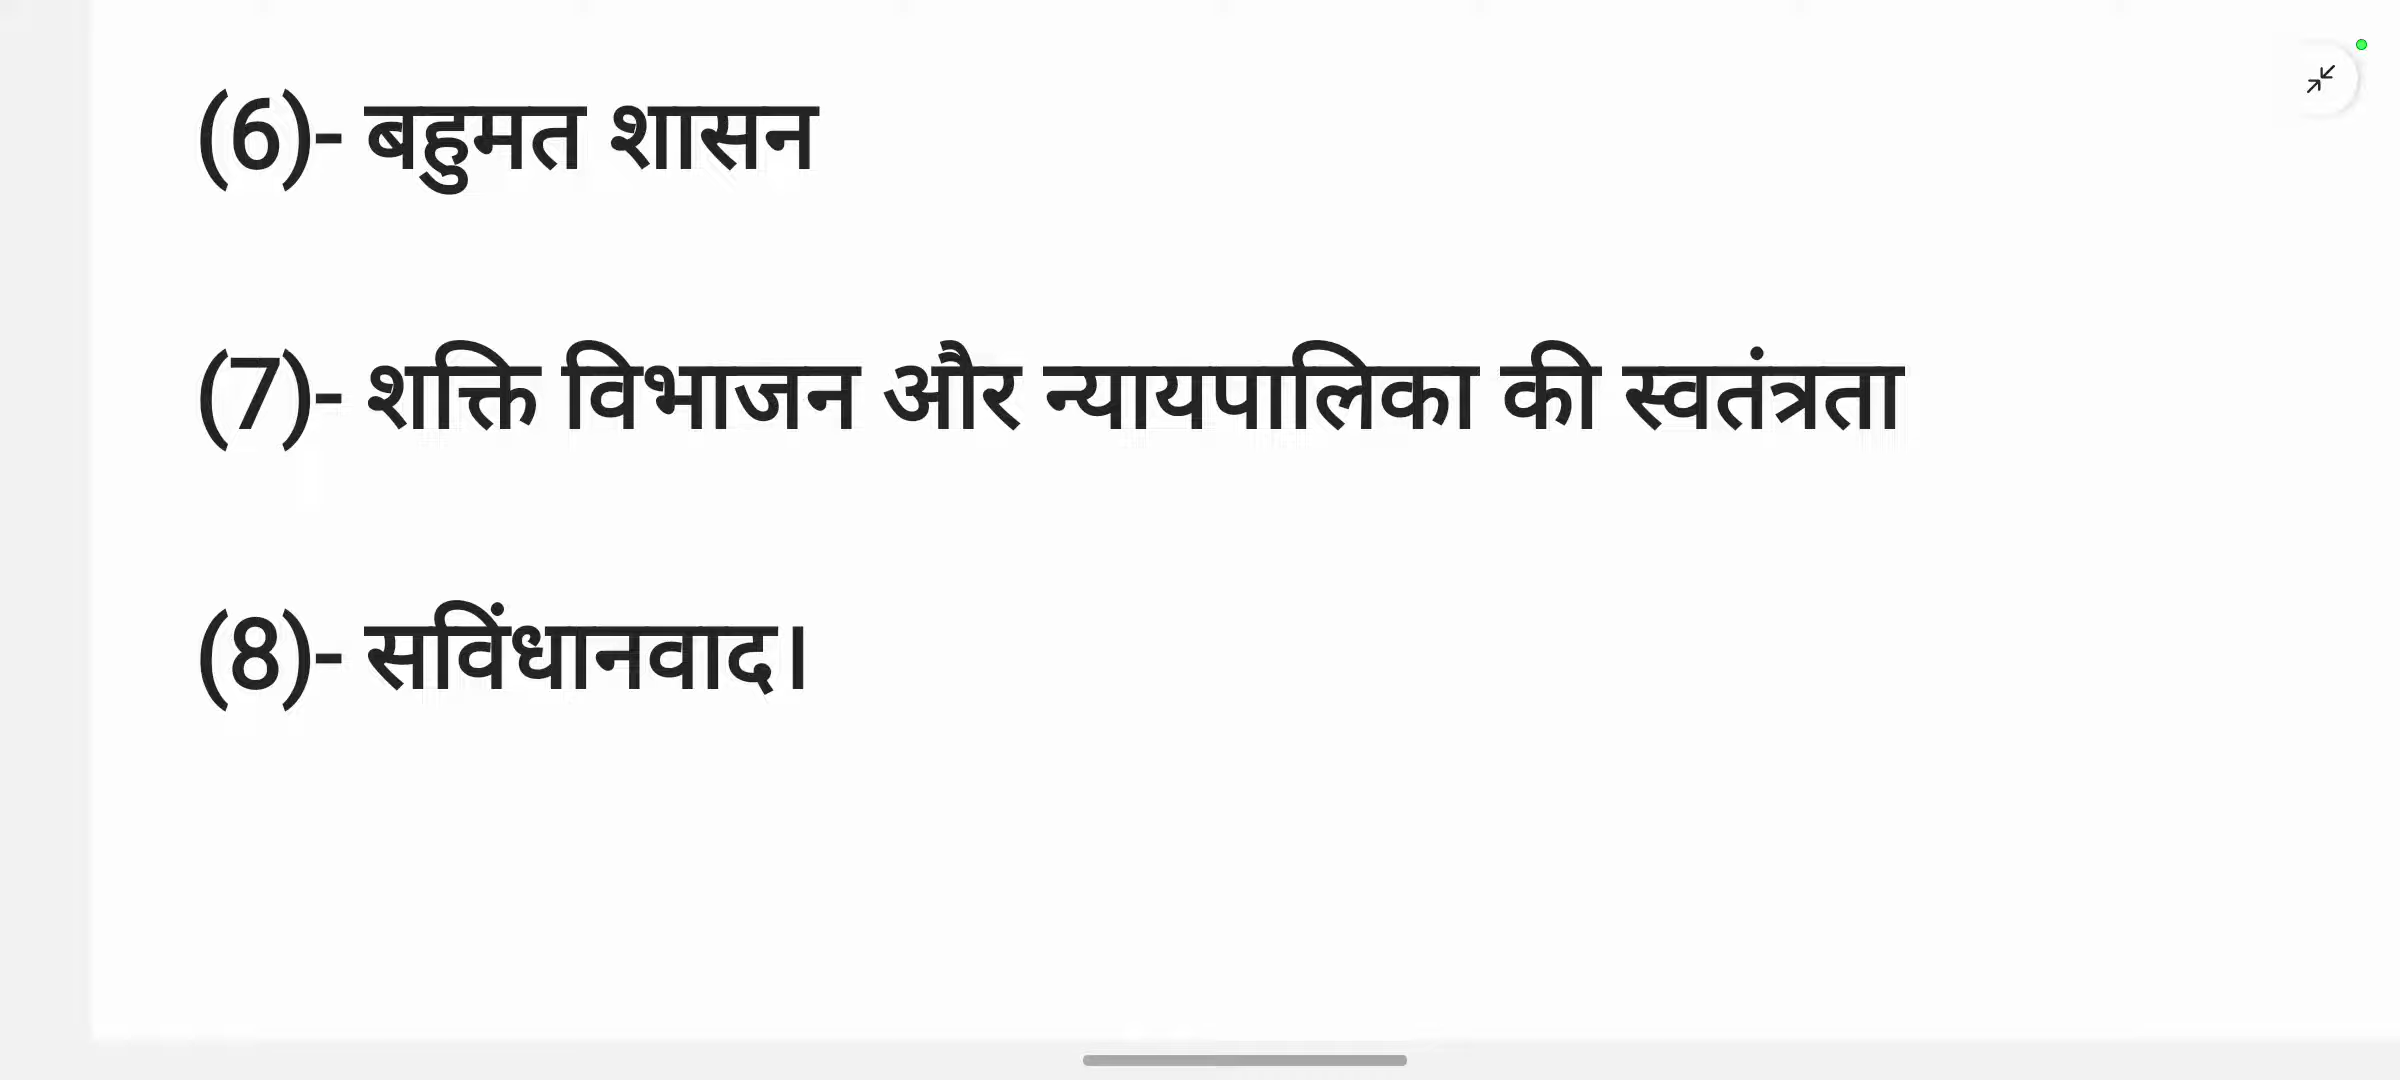 (6)- बहुमत शासन
(7)- शक्ति विभाजन और न्यायपालिका की स्वतंत्रता
(8)- सविंधानवाद।